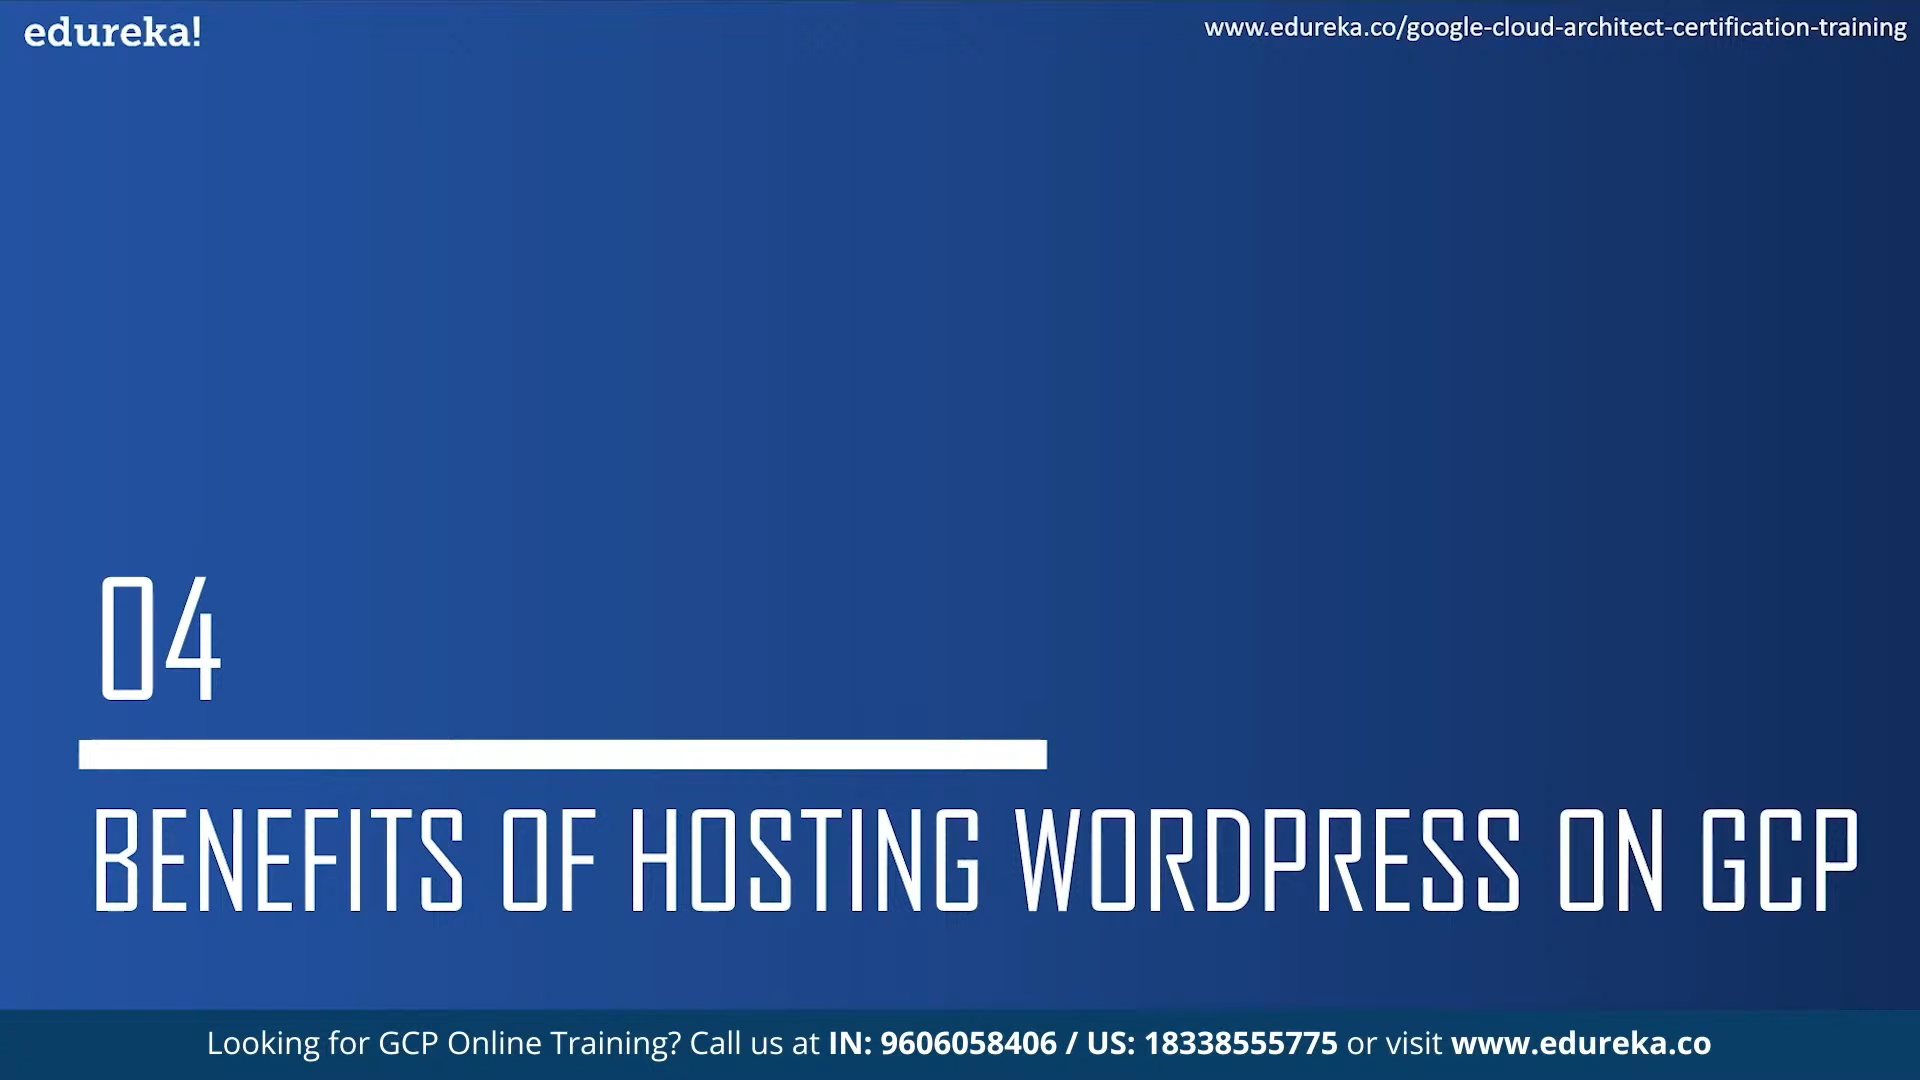 edureka!
www.edureka.co/google-cloud-architect-certification-training
04
BENEFITS OF HOSTING WORDPRESS ON GCP
Looking for GCP Online Training? Call us at IN: 9606058406 / US: 18338555775 or visit www.edureka.co